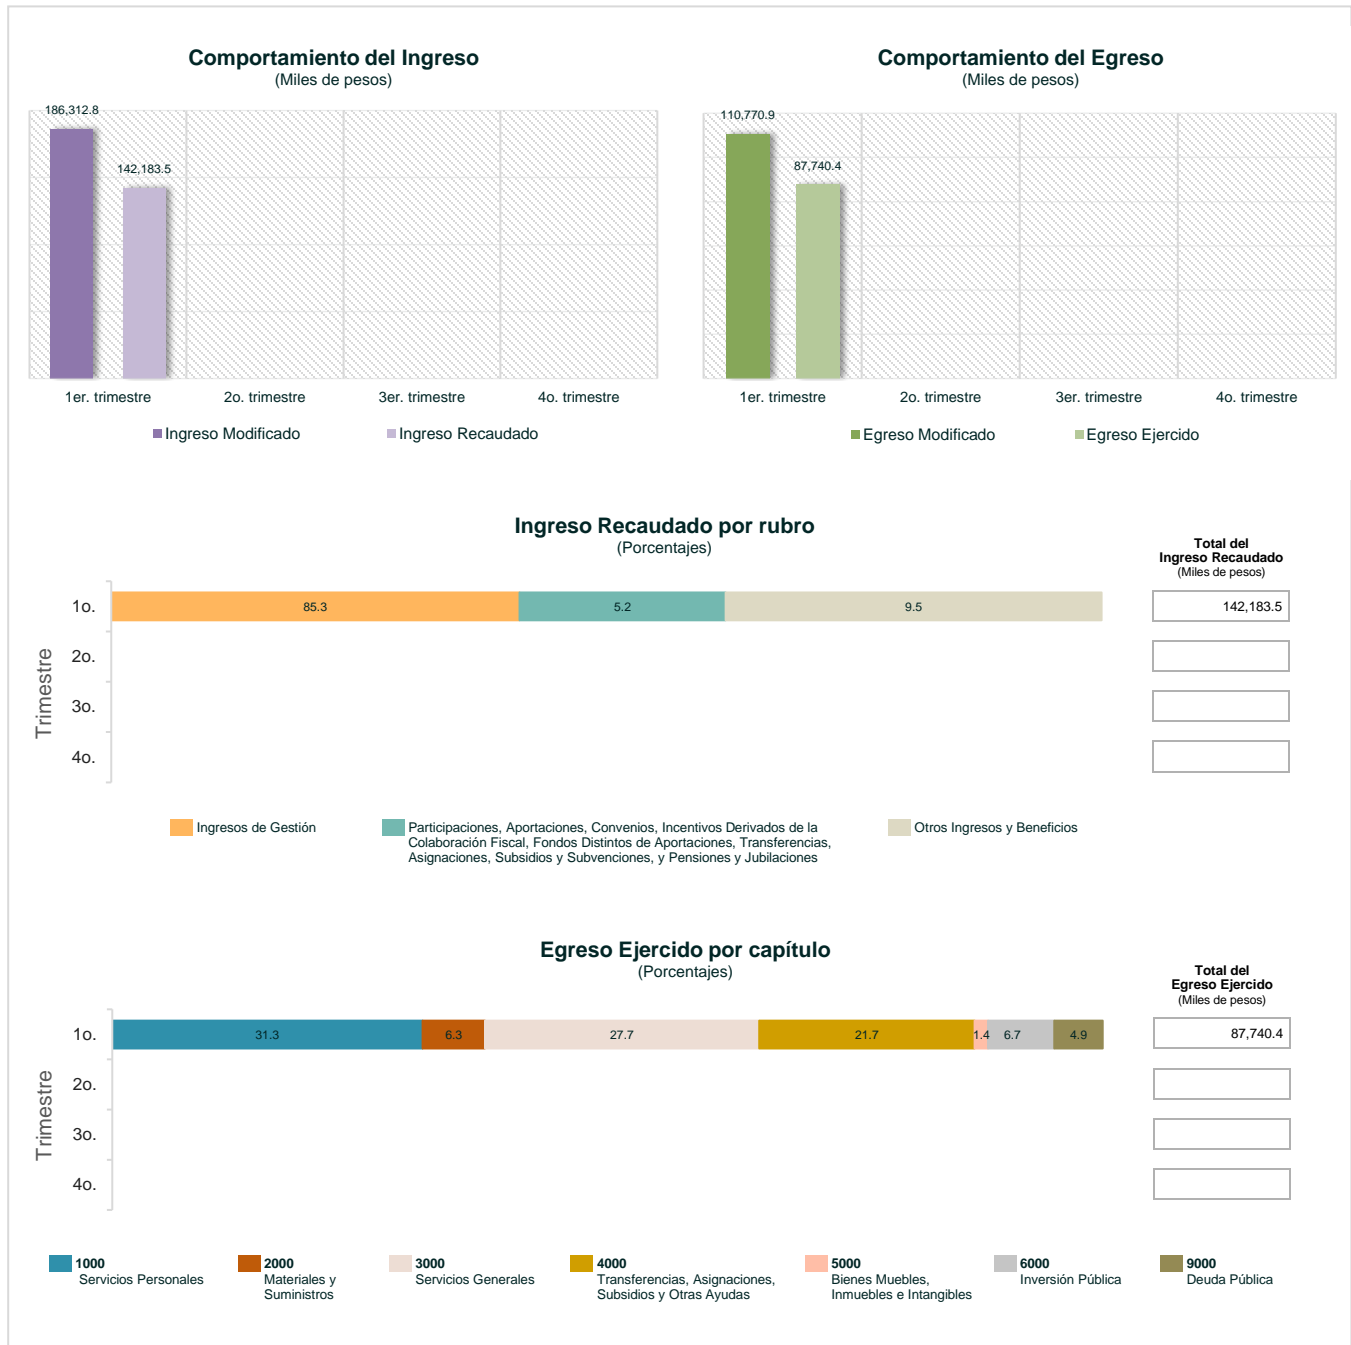 Comportamiento del Ingreso
(Miles de pesos)
186,312.8
142,183.5
1er. trimestre
2o. trimestre
3er. trimestre
4o. trimestre
Ingreso Modificado
Ingreso Recaudado
Comportamiento del Egreso
(Miles de pesos)
110,770.9
87,740.4
1er. trimestre
2o. trimestre
3er. trimestre
4o. trimestre
Egreso Modificado
Egreso Ejercido
Ingreso Recaudado por rubro
(Porcentajes)
Total del
Ingreso Recaudado
(Miles de pesos)
Trimestre
1o.
85.3
5.2
9.5
142,183.5
2o.
3o.
4o.
Ingresos de Gestión
Participaciones, Aportaciones, Convenios, Incentivos Derivados de la
Colaboración Fiscal, Fondos Distintos de Aportaciones, Transferencias,
Asignaciones, Subsidios y Subvenciones, y Pensiones y Jubilaciones
Otros Ingresos y Beneficios
Egreso Ejercido por capítulo
(Porcentajes)
Total del
Egreso Ejercido
(Miles de pesos)
Trimestre
1o.
31.3
6.3
27.7
21.7
1.4
6.7
4.9
87,740.4
2o.
3o.
4o.
1000
Servicios Personales
2000
Materiales y
Suministros
3000
Servicios Generales
4000
Transferencias, Asignaciones,
Subsidios y Otras Ayudas
5000
Bienes Muebles,
Inmuebles e Intangibles
6000
Inversión Pública
9000
Deuda Pública